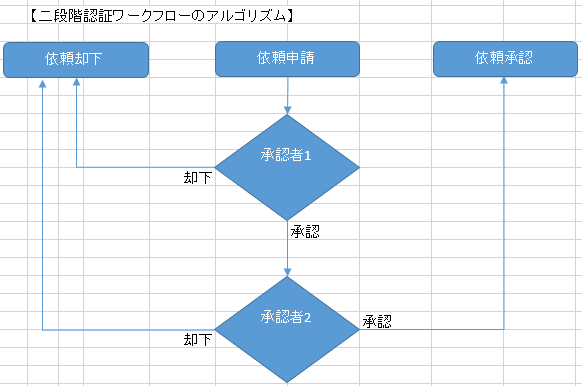 【二段階認証ワークフローのアルゴリズム】
依頼却下
依頼申請
依頼承認
承認者1
却下
承認
承認者2
承認
却下